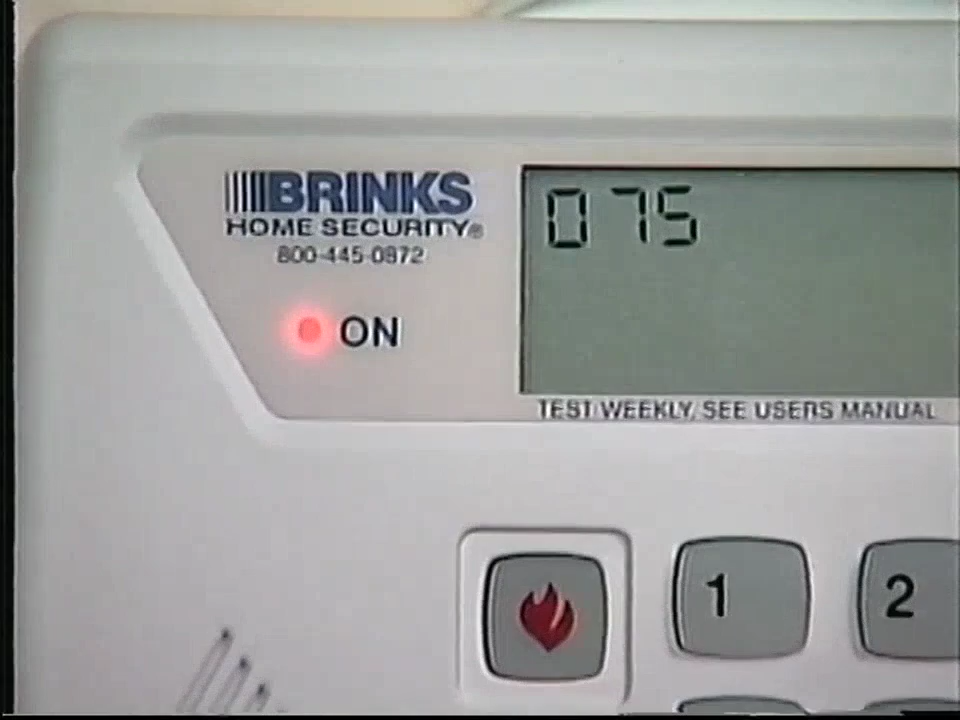 BRINKS
HOME SECURITY®
800-445-0872
ON
075
TEST WEEKLY, SEE USERS MANUAL
1
2